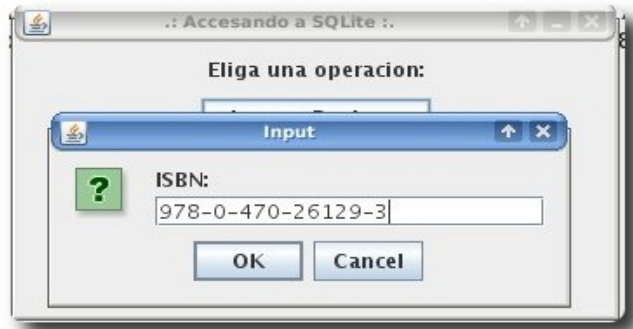 .: Accesando a SQLite :.
Eliga una operacion:
Input
ISBN:
978-0-470-26129-3
OK
Cancel